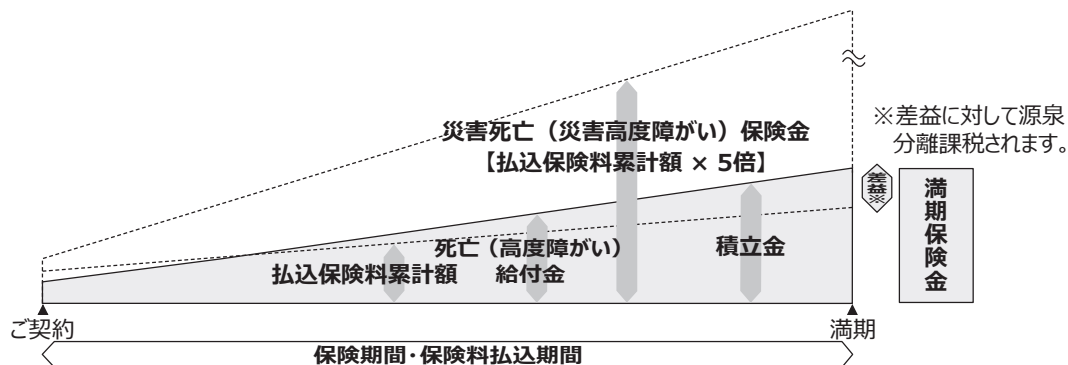 災害死亡（災害高度障がい）保険金
【払込保険料累計額 × 5倍】
※差益に対して源泉
分離課税されます。
差益※
満期保険金
死亡（高度障がい）
給付金
積立金
払込保険料累計額
ご契約
満期
保険期間・保険料払込期間